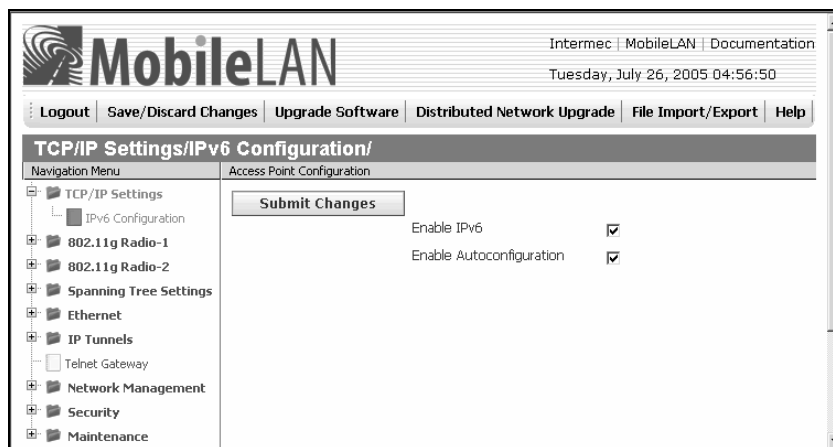 MobileLAN
Intermec | MobileLAN | Documentation
Tuesday, July 26, 2005 04:56:50
Logout | Save/Discard Changes | Upgrade Software | Distributed Network Upgrade | File Import/Export | Help
TCP/IP Settings/IPv6 Configuration/
Navigation Menu
Access Point Configuration
TCP/IP Settings
IPv6 Configuration
802.11g Radio-1
802.11g Radio-2
Spanning Tree Settings
Ethernet
IP Tunnels
Telnet Gateway
Network Management
Security
Maintenance
Submit Changes
Enable IPv6
Enable Autoconfiguration